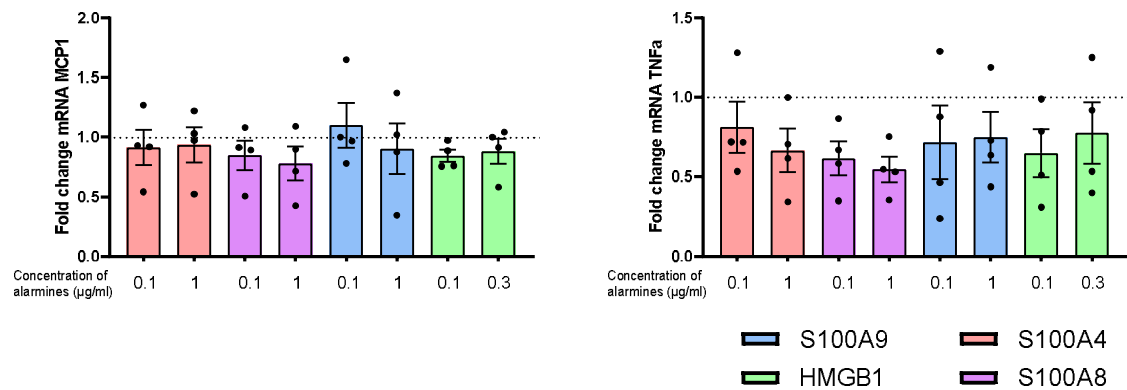 Fold change mRNA MCP1
2.0
1.5
1.0
0.5
0.0
Concentration of
alarmines (µg/ml)
0.1 1 0.1 1 0.1 1 0.1 0.3
Fold change mRNA TNFa
1.5
1.0
0.5
0.0
Concentration of
alarmines (µg/ml)
0.1 1 0.1 1 0.1 1 0.1 0.3
S100A9 S100A4
HMGB1 S100A8